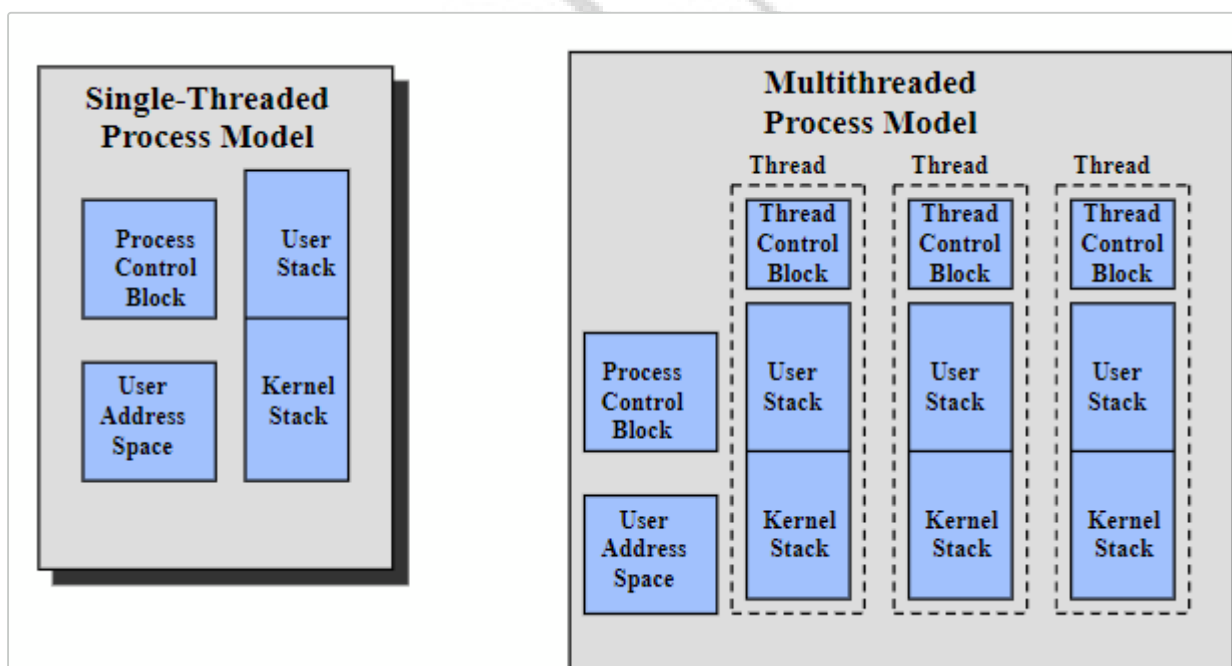 Single-Threaded
Process Model
Process
Control
Block
User
Stack
User
Address
Space
Kernel
Stack
Multithreaded
Process Model
Thread
Thread
Thread
Thread
Control
Block
Thread
Control
Block
Thread
Control
Block
Process
Control
Block
User
Stack
User
Stack
User
Stack
User
Address
Space
Kernel
Stack
Kernel
Stack
Kernel
Stack